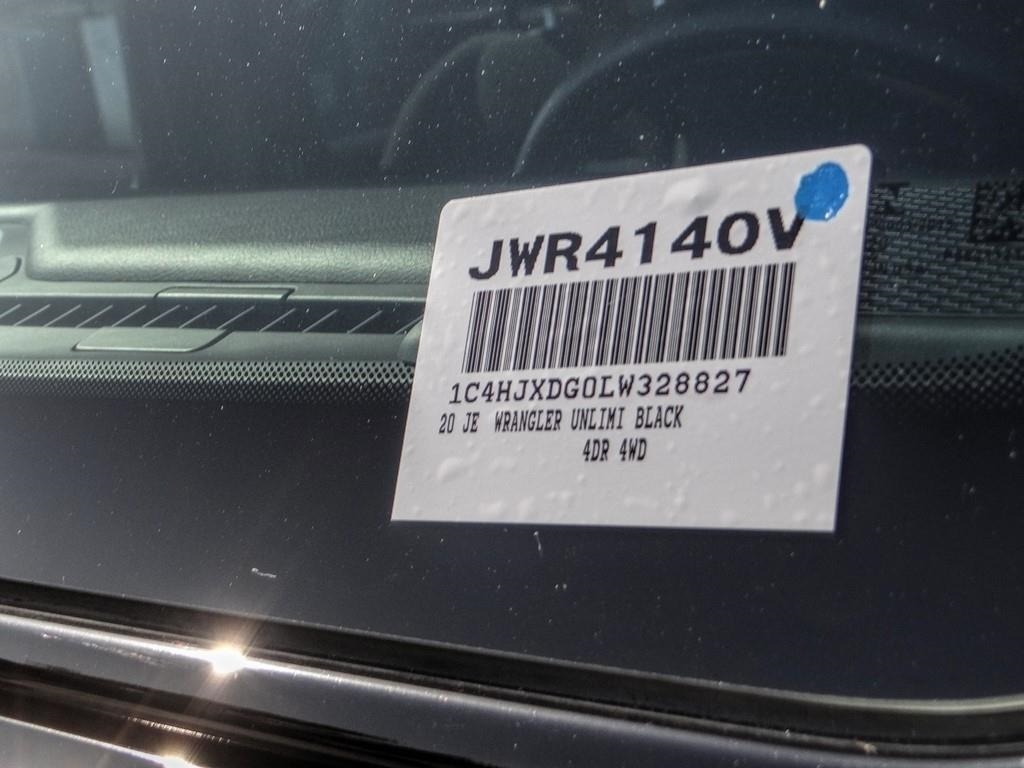 JWR4140V
1C4HJXDG0LW328827
20 JE WRANGLER UNLIMI BLACK
4DR 4WD